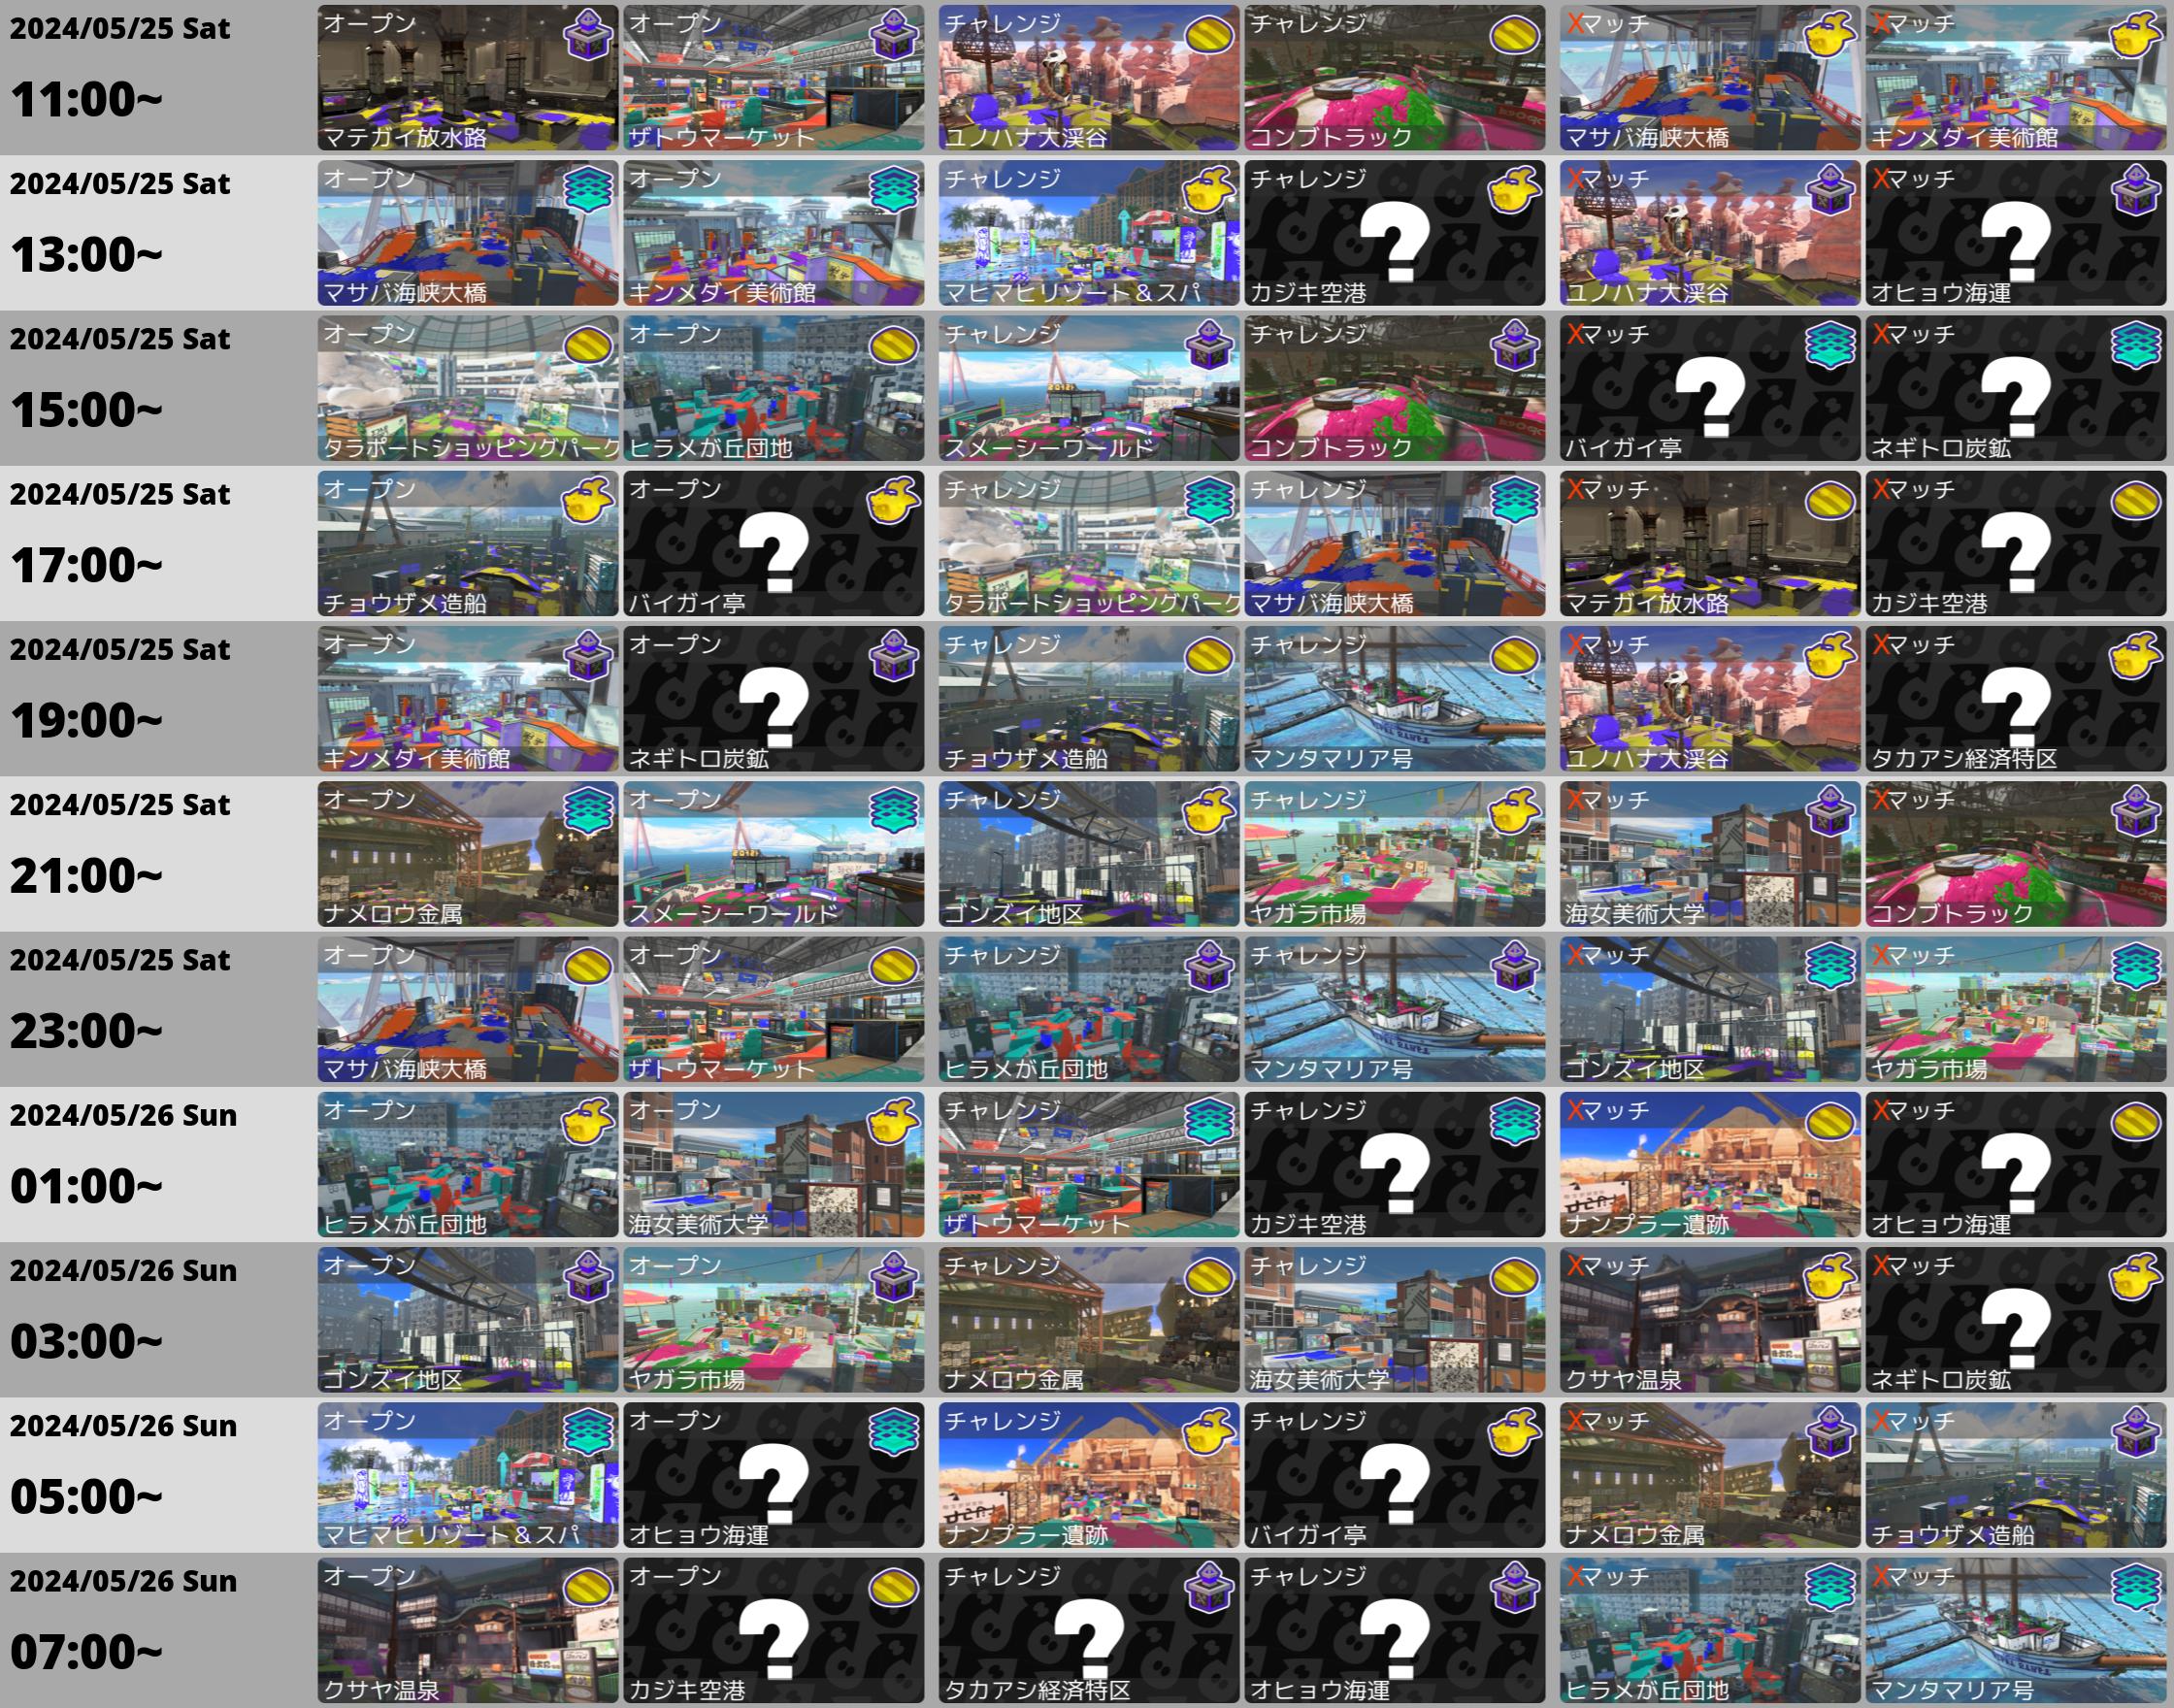 2024/05/25 Sat
11:00~
オープン
マテガイ放水路
オープン
ザトウマーケット
チャレンジ
ユノハナ大渓谷
チャレンジ
コンブトラック
Xマッチ
マサバ海峡大橋
Xマッチ
キンメダイ美術館
2024/05/25 Sat
13:00~
オープン
マサバ海峡大橋
オープン
キンメダイ美術館
チャレンジ
マヒマヒリゾート＆スパ
チャレンジ
?
カジキ空港
Xマッチ
ユノハナ大渓谷
Xマッチ
?
オヒョウ海運
2024/05/25 Sat
15:00~
オープン
タラポートショッピングパーク
オープン
ヒラメが丘団地
チャレンジ
スメーシーワールド
チャレンジ
コンブトラック
Xマッチ
?
バイガイ亭
Xマッチ
?
ネギトロ炭鉱
2024/05/25 Sat
17:00~
オープン
チョウザメ造船
オープン
?
バイガイ亭
チャレンジ
タラポートショッピングパーク
チャレンジ
マサバ海峡大橋
Xマッチ
マテガイ放水路
Xマッチ
?
カジキ空港
2024/05/25 Sat
19:00~
オープン
キンメダイ美術館
オープン
?
ネギトロ炭鉱
チャレンジ
チョウザメ造船
チャレンジ
マンタマリア号
Xマッチ
ユノハナ大渓谷
Xマッチ
?
タカアシ経済特区
2024/05/25 Sat
21:00~
オープン
ナメロウ金属
オープン
スメーシーワールド
チャレンジ
ゴンズイ地区
チャレンジ
ヤガラ市場
Xマッチ
海女美術大学
Xマッチ
コンブトラック
2024/05/25 Sat
23:00~
オープン
マサバ海峡大橋
オープン
ザトウマーケット
チャレンジ
ヒラメが丘団地
チャレンジ
マンタマリア号
Xマッチ
ゴンズイ地区
Xマッチ
ヤガラ市場
2024/05/26 Sun
01:00~
オープン
ヒラメが丘団地
オープン
海女美術大学
チャレンジ
ザトウマーケット
チャレンジ
?
カジキ空港
Xマッチ
ナンプラー遺跡
Xマッチ
?
オヒョウ海運
2024/05/26 Sun
03:00~
オープン
ゴンズイ地区
オープン
ヤガラ市場
チャレンジ
ナメロウ金属
チャレンジ
海女美術大学
Xマッチ
クサヤ温泉
Xマッチ
?
ネギトロ炭鉱
2024/05/26 Sun
05:00~
オープン
マヒマヒリゾート＆スパ
オープン
?
オヒョウ海運
チャレンジ
ナンプラー遺跡
チャレンジ
?
バイガイ亭
Xマッチ
ナメロウ金属
Xマッチ
チョウザメ造船
2024/05/26 Sun
07:00~
オープン
クサヤ温泉
オープン
?
カジキ空港
チャレンジ
?
タカアシ経済特区
チャレンジ
?
オヒョウ海運
Xマッチ
ヒラメが丘団地
Xマッチ
マンタマリア号